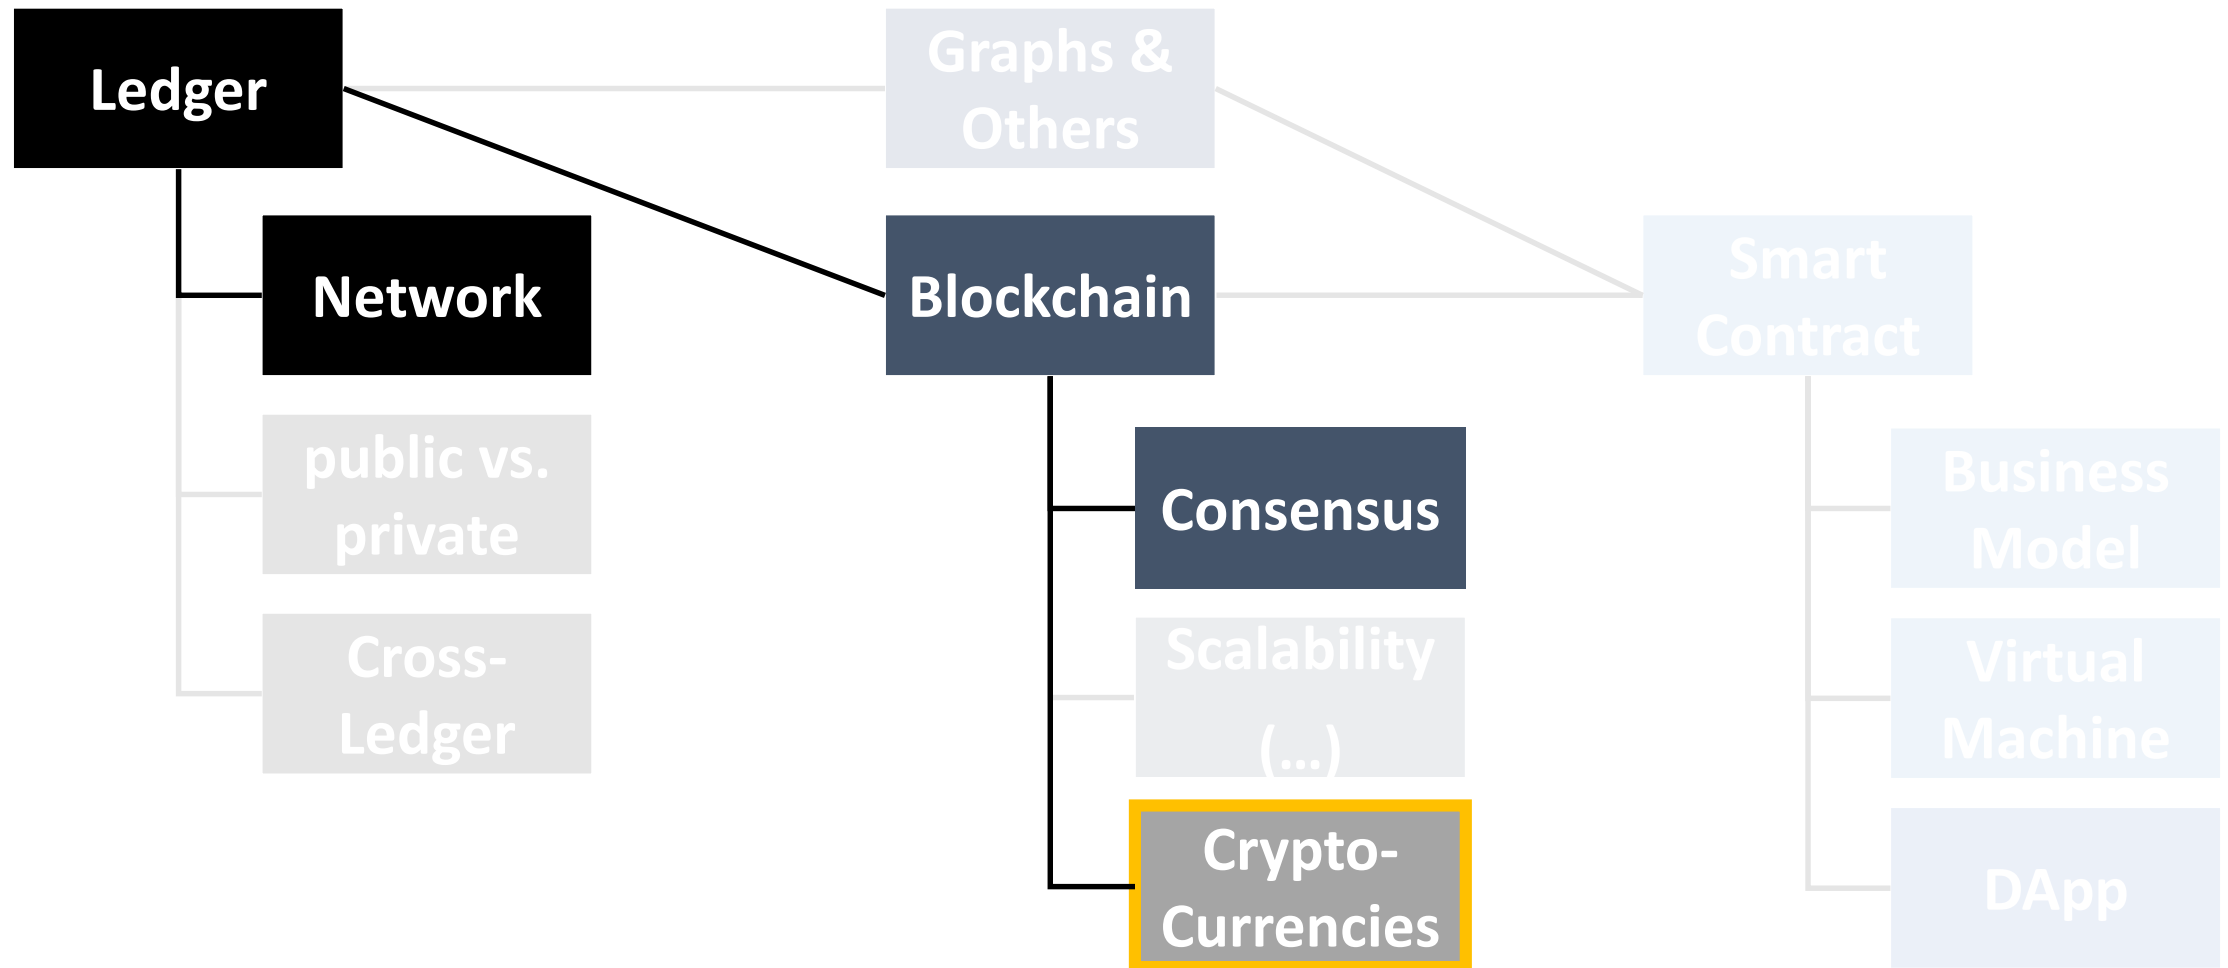 Ledger
Graphs &
Others
Network
Blockchain
Smart
Contract
public vs.
private
Cross-
Ledger
Consensus
Scalability
(...)
Crypto-
Currencies
Business
Model
Virtual
Machine
DApp